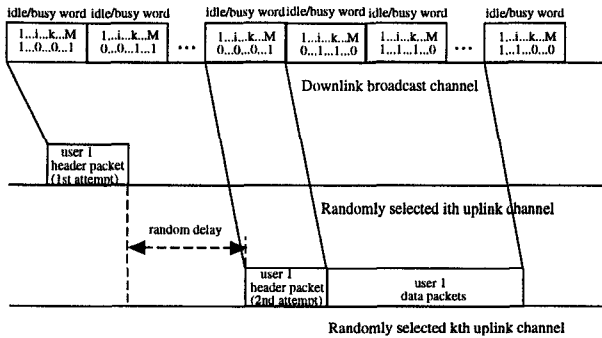 idle/busy word idle/busy word idle/busy word idle/busy word idle/busy word idle/busy word
1...i...k...M 1...i...k...M 1...i...k...M 1...i...k...M 1...i...k...M 1...i...k...M
1...0...0...1 0...0...1...1 ... 0...0...0...1 0...1...1...0 1...1...1...0 ... 1...1...0...0
Downlink broadcast channel
user 1
header packet
(1st attempt)
Randomly selected ith uplink channel
random delay
user 1
header packet
(2nd attempt)
user 1
data packets
Randomly selected kth uplink channel